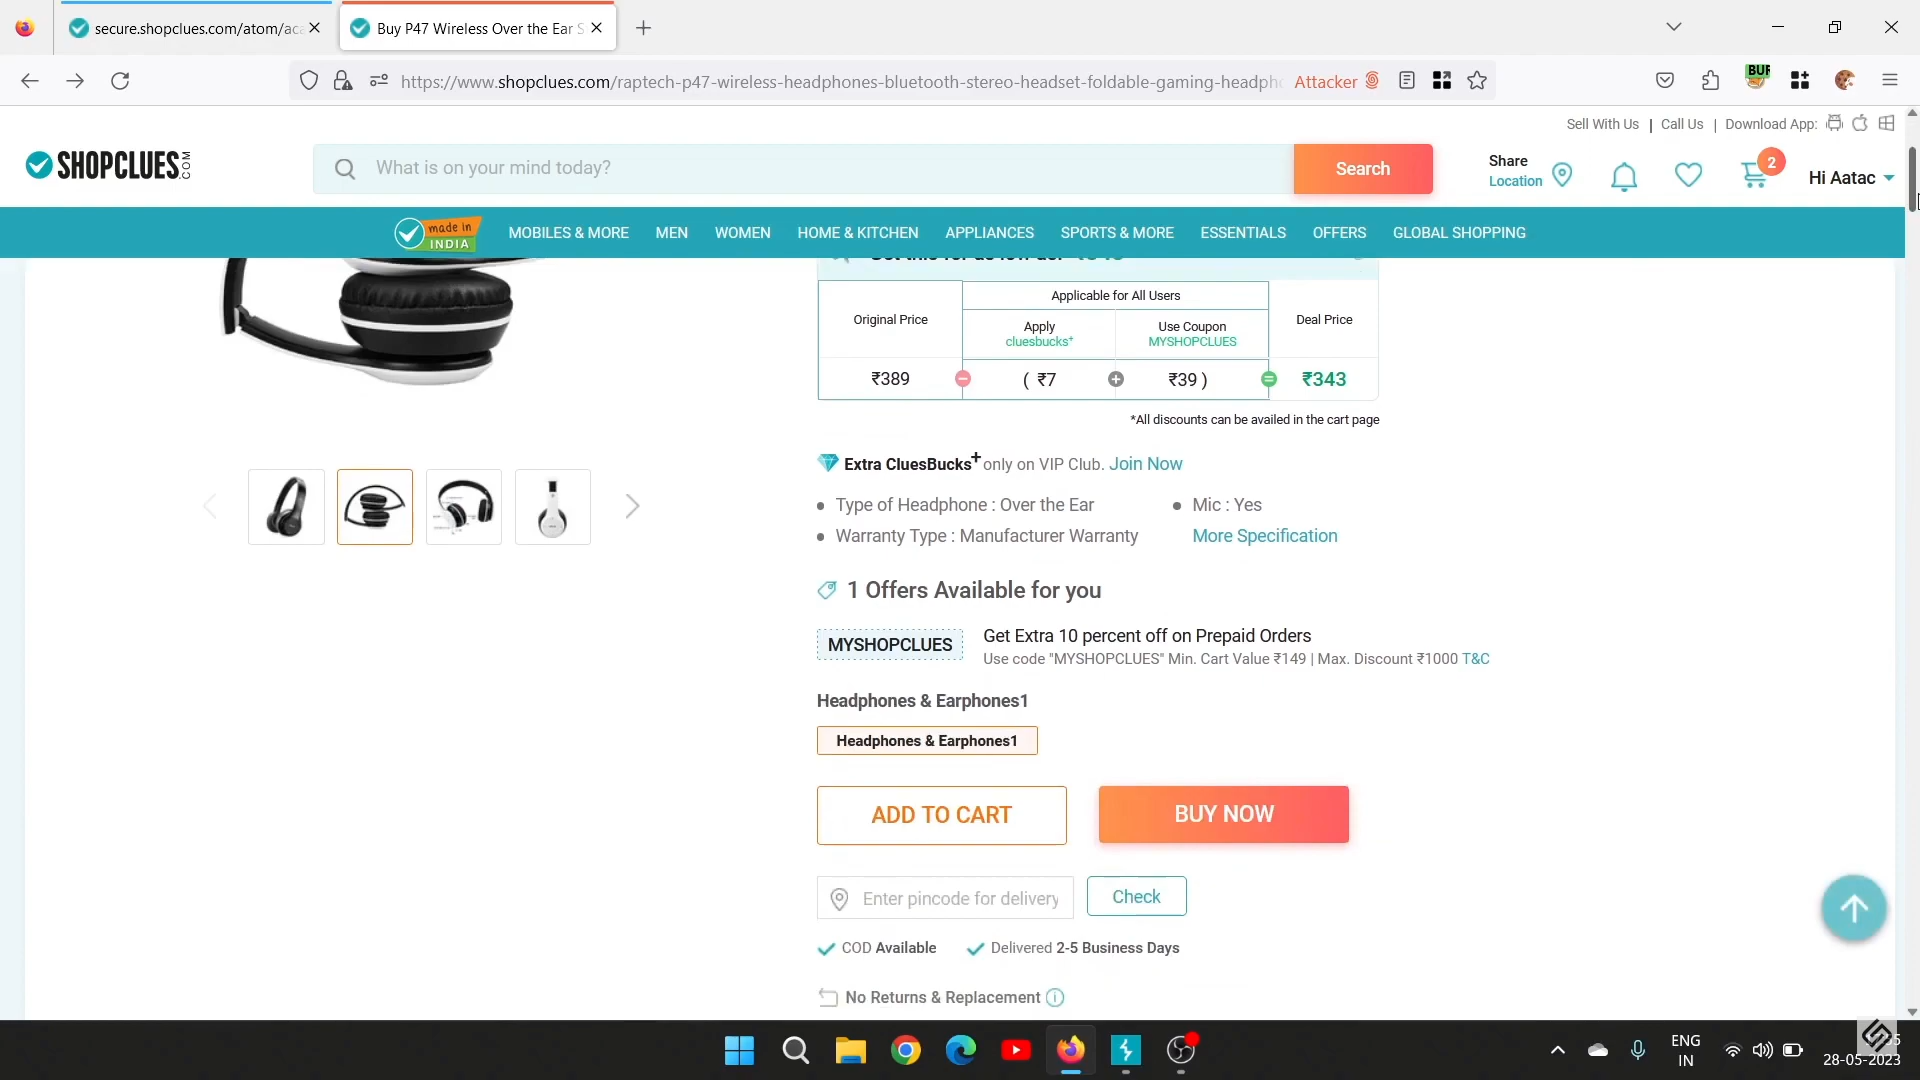 secure.shopclues.com/atom/aca
Buy P47 Wireless Over the Ear S
https://www.shopclues.com/raptech-p47-wireless-headphones-bluetooth-stereo-headset-foldable-gaming-headpho
Attacker
BUR
Sell With Us | Call Us | Download App:
SHOPCLUES.COM
What is on your mind today?
Search
Share
Location
2
Hi Aatac
made in
INDIA
MOBILES & MORE MEN WOMEN HOME & KITCHEN APPLIANCES SPORTS & MORE ESSENTIALS OFFERS GLOBAL SHOPPING
Applicable for All Users
Original Price
Apply
cluesbucks+
Use Coupon
MYSHOPCLUES
Deal Price
₹389 − ( ₹7 + ₹39 ) = ₹343
*All discounts can be availed in the cart page
Extra CluesBucks+ only on VIP Club. Join Now
Type of Headphone : Over the Ear
Mic : Yes
Warranty Type : Manufacturer Warranty
More Specification
1 Offers Available for you
MYSHOPCLUES
Get Extra 10 percent off on Prepaid Orders
Use code "MYSHOPCLUES" Min. Cart Value ₹149 | Max. Discount ₹1000 T&C
Headphones & Earphones1
Headphones & Earphones1
ADD TO CART
BUY NOW
Enter pincode for delivery
Check
COD Available
Delivered 2-5 Business Days
No Returns & Replacement
ENG
IN
28-05-2023